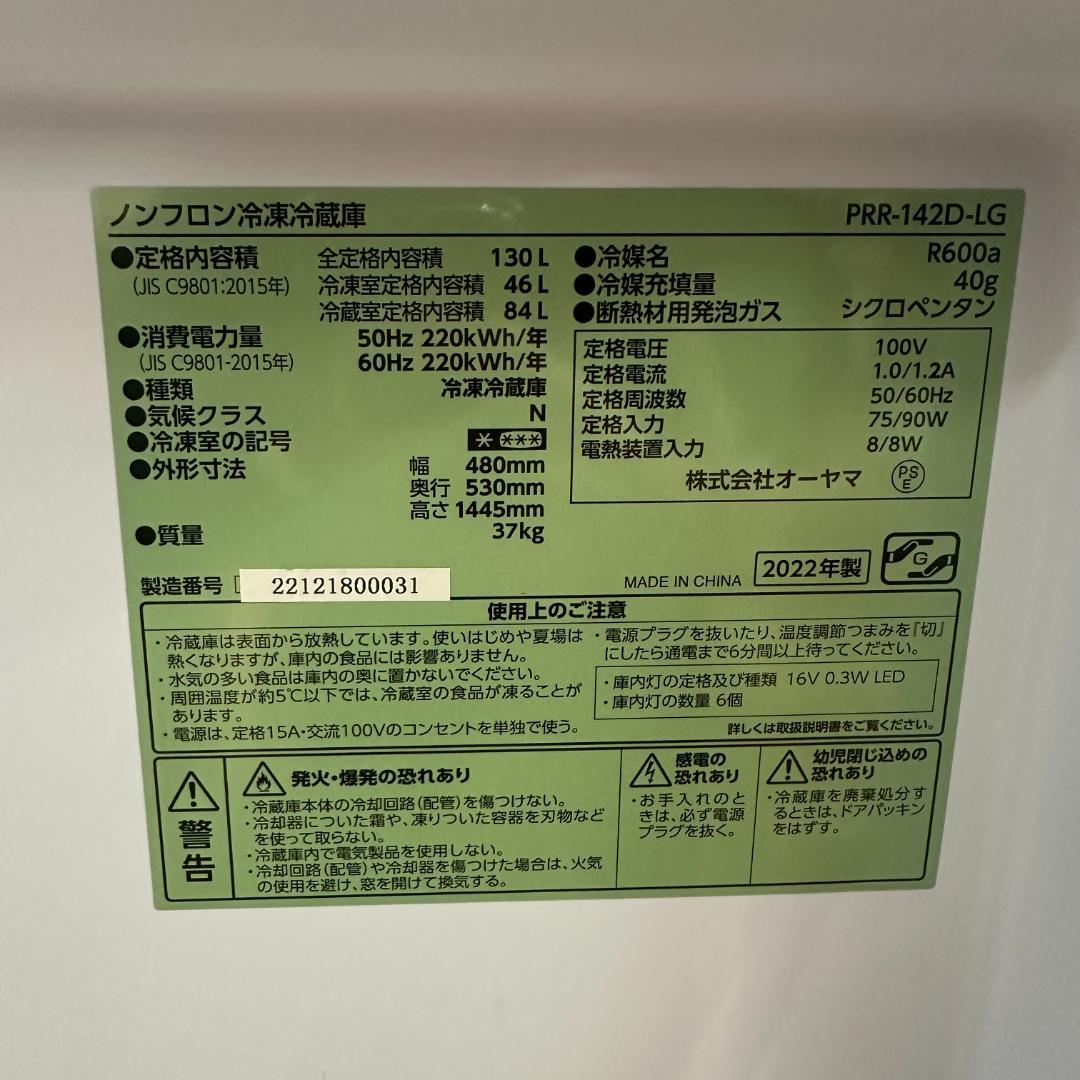 ノンフロン冷凍冷蔵庫 PRR-142D-LG
●定格内容積 全定格内容積 130 L
(JIS C9801:2015年) 冷凍室定格内容積 46 L
冷蔵室定格内容積 84 L
●消費電力量 50Hz 220kWh/年
(JIS C9801-2015年) 60Hz 220kWh/年
●種類 冷凍冷蔵庫
●気候クラス N
●冷凍室の記号 * ***
●外形寸法 幅 480mm
奥行 530mm
高さ 1445mm
●質量 37kg
●冷媒名 R600a
●冷媒充填量 40g
●断熱材用発泡ガス シクロペンタン
定格電圧 100V
定格電流 1.0/1.2A
定格周波数 50/60Hz
定格入力 75/90W
電熱装置入力 8/8W
株式会社オーヤマ PSE
製造番号 22121800031
MADE IN CHINA 2022年製 G
使用上のご注意
・冷蔵庫は表面から放熱しています。使いはじめや夏場は
熱くなりますが、庫内の食品には影響ありません。
・水気の多い食品は庫内の奥に置かないでください。
・周囲温度が約5℃以下では、冷蔵室の食品が凍ることが
あります。
・電源は、定格15A・交流100Vのコンセントを単独で使う。
・電源プラグを抜いたり、温度調節つまみを『切』
にしたら通電まで6分間以上待ってください。
・庫内灯の定格及び種類 16V 0.3W LED
・庫内灯の数量 6個
詳しくは取扱説明書をご覧ください。
警告
発火・爆発の恐れあり
・冷蔵庫本体の冷却回路(配管)を傷つけない。
・冷却器についた霜や、凍りついた容器を刃物など
を使って取らない。
・冷蔵庫内で電気製品を使用しない。
・冷却回路(配管)や冷却器を傷つけた場合は、火気
の使用を避け、窓を開けて換気する。
感電の
恐れあり
・お手入れのと
きは、必ず電源
プラグを抜く。
幼児閉じ込めの
恐れあり
・冷蔵庫を廃棄処分す
るときは、ドアパッキン
をはずす。